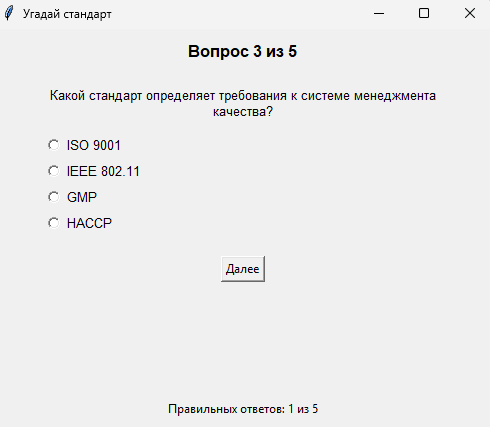 Угадай стандарт
Вопрос 3 из 5
Какой стандарт определяет требования к системе менеджмента
качества?
ISO 9001
IEEE 802.11
GMP
HACCP
Далее
Правильных ответов: 1 из 5